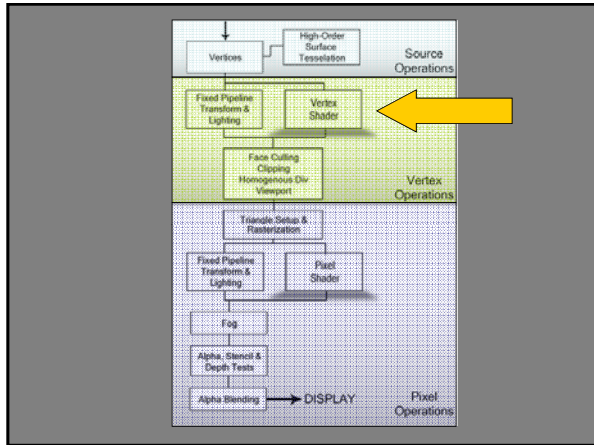 High-Order
Surface
Tesselation
Vertices
Source
Operations
Fixed Pipeline
Transform &
Lighting
Vertex
Shader
Face Culling
Clipping
Homogenous Div
Viewport
Vertex
Operations
Triangle Setup &
Rasterization
Fixed Pipeline
Transform &
Lighting
Pixel
Shader
Fog
Alpha, Stencil &
Depth Tests
Alpha Blending
DISPLAY
Pixel
Operations